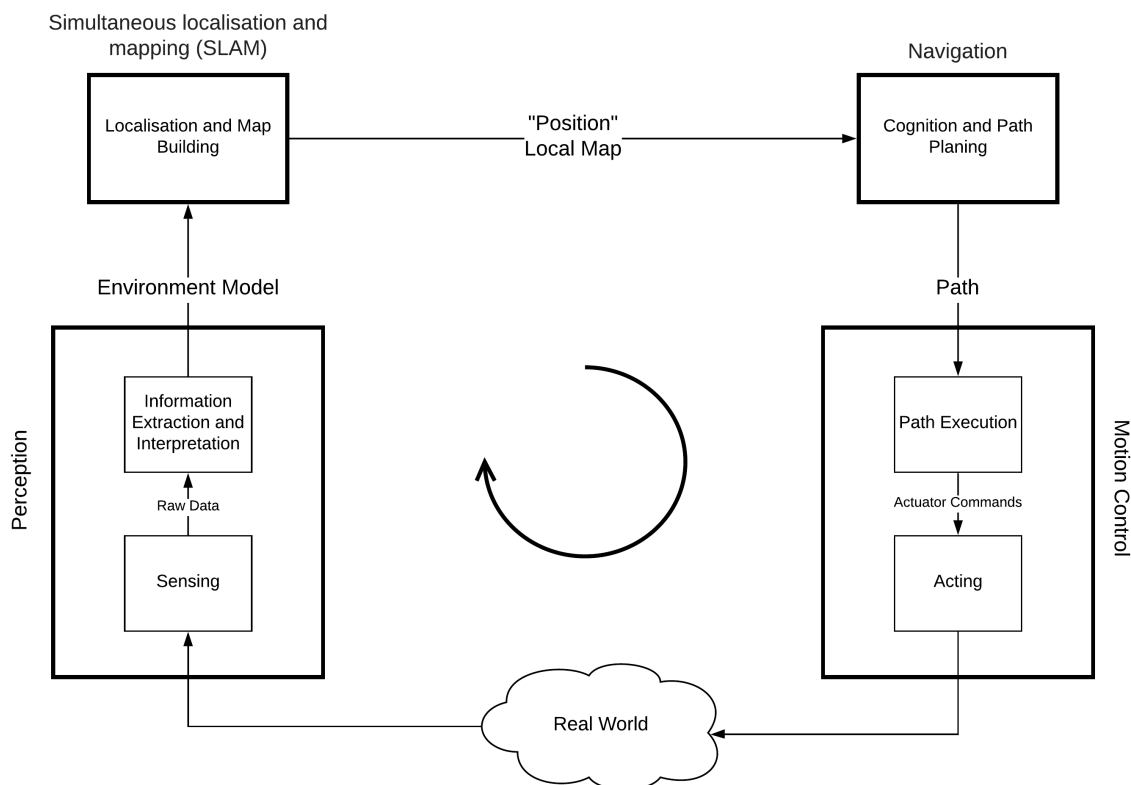 Simultaneous localisation and
mapping (SLAM)
Navigation
Localisation and Map
Building
"Position"
Local Map
Cognition and Path
Planing
Environment Model
Path
Information
Extraction and
Interpretation
Path Execution
Perception
Motion Control
Raw Data
Actuator Commands
Sensing
Acting
Real World